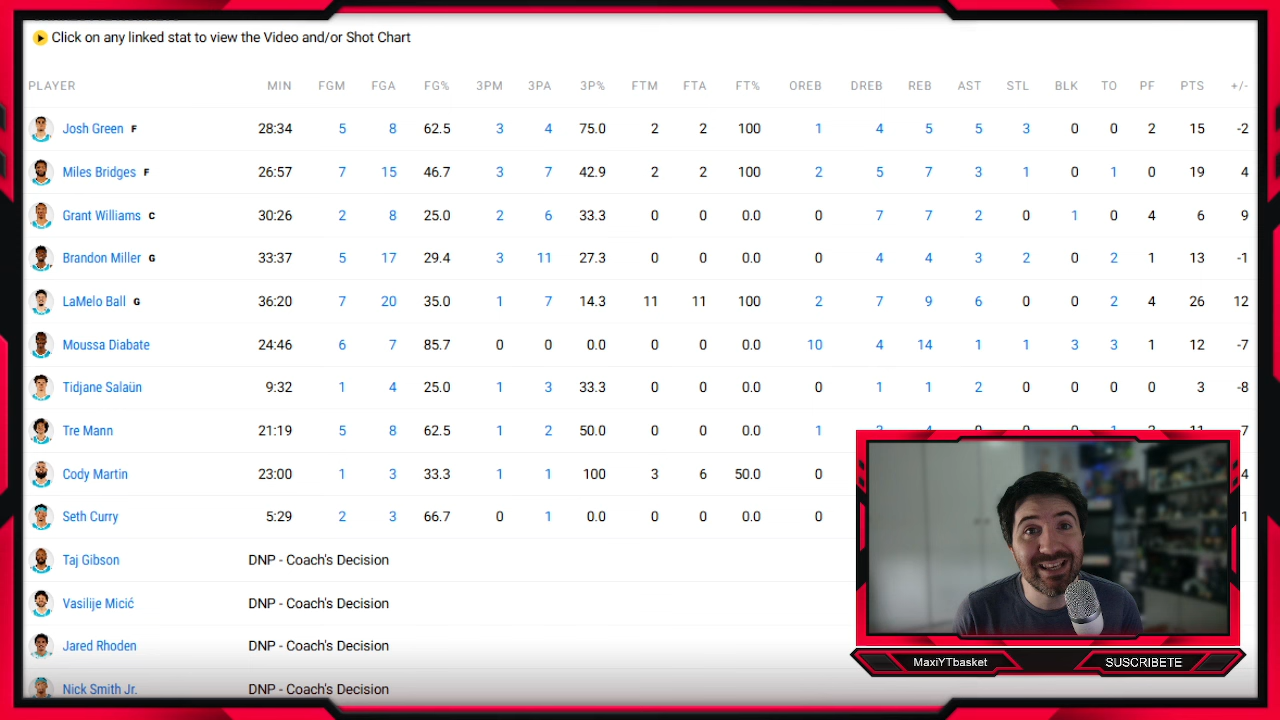 Click on any linked stat to view the Video and/or Shot Chart
PLAYER MIN FGM FGA FG% 3PM 3PA 3P% FTM FTA FT% OREB DREB REB AST STL BLK TO PF PTS +/-
Josh Green F 28:34 5 8 62.5 3 4 75.0 2 2 100 1 4 5 5 3 0 0 2 15 -2
Miles Bridges F 26:57 7 15 46.7 3 7 42.9 2 2 100 2 5 7 3 1 0 1 0 19 4
Grant Williams C 30:26 2 8 25.0 2 6 33.3 0 0 0.0 0 7 7 2 0 1 0 4 6 9
Brandon Miller G 33:37 5 17 29.4 3 11 27.3 0 0 0.0 0 4 4 3 2 0 2 1 13 -1
LaMelo Ball G 36:20 7 20 35.0 1 7 14.3 11 11 100 2 7 9 6 0 0 2 4 26 12
Moussa Diabate 24:46 6 7 85.7 0 0 0.0 0 0 0.0 10 4 14 1 1 3 3 1 12 -7
Tidjane Salaün 9:32 1 4 25.0 1 3 33.3 0 0 0.0 0 1 1 2 0 0 0 0 3 -8
Tre Mann 21:19 5 8 62.5 1 2 50.0 0 0 0.0 1 7
Cody Martin 23:00 1 3 33.3 1 1 100 3 6 50.0 0 4
Seth Curry 5:29 2 3 66.7 0 1 0.0 0 0 0.0 0 1
Taj Gibson DNP - Coach's Decision
Vasilije Micić DNP - Coach's Decision
Jared Rhoden DNP - Coach's Decision
Nick Smith Jr. DNP - Coach's Decision
MaxiYTbasket SUSCRIBETE